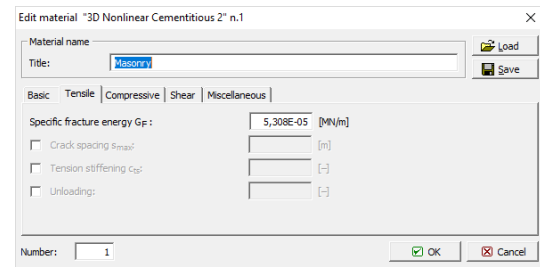 Edit material "3D Nonlinear Cementitious 2" n.1
Material name
Title: Masonry
Load
Save
Basic Tensile Compressive Shear Miscellaneous
Specific fracture energy GF : 5,308E-05 [MN/m]
Crack spacing smax: [m]
Tension stiffening cts: [-]
Unloading: [-]
Number: 1 OK Cancel